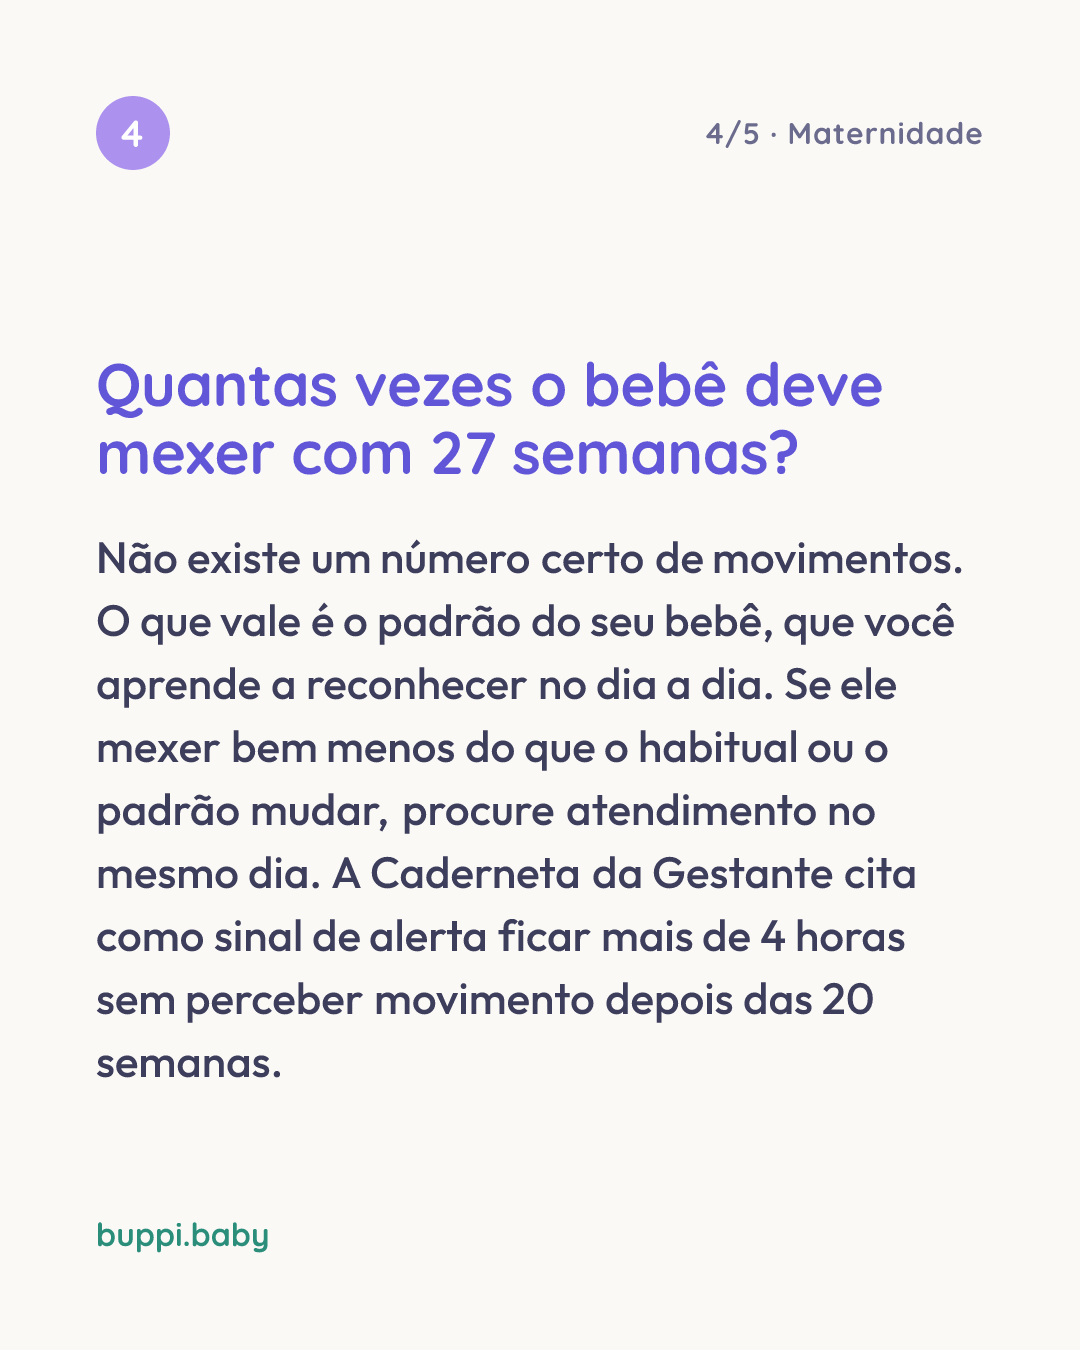 4
4/5 · Maternidade
Quantas vezes o bebê deve
mexer com 27 semanas?
Não existe um número certo de movimentos.
O que vale é o padrão do seu bebê, que você
aprende a reconhecer no dia a dia. Se ele
mexer bem menos do que o habitual ou o
padrão mudar, procure atendimento no
mesmo dia. A Caderneta da Gestante cita
como sinal de alerta ficar mais de 4 horas
sem perceber movimento depois das 20
semanas.
buppi.baby